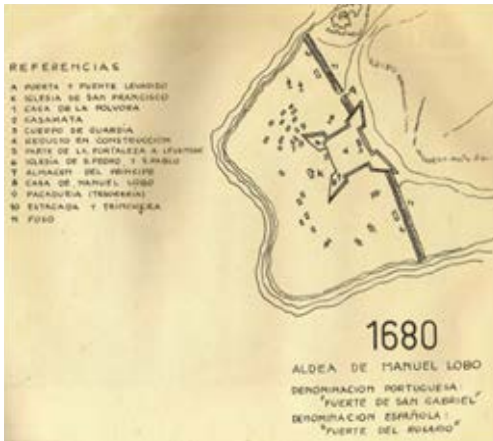 REFERENCIAS
A PUERTA Y PUENTE LEVADIZO
K IGLESIA DE SAN FRANCISCO
1 CASA DE LA POLVORA
2 CASAMATA
3 CUERPO DE GUARDIA
4 REDUCTO EN CONSTRUCCION
5 PARTE DE LA FORTALEZA A LEVANTAR
6 IGLESIA DE S.PEDRO Y S.PABLO
7 ALMACEN DEL PRINCIPE
8 CASA DE MANUEL LOBO
9 PAGADURIA (TESORERIA)
10 ESTACADA Y TRINCHERA
11 FOSO
1680
ALDEA DE MANUEL LOBO
DENOMINACION PORTUGUESA:
"FUERTE DE SAN GABRIEL"
DENOMINACION ESPAÑOLA:
"FUERTE DEL ROSARIO"